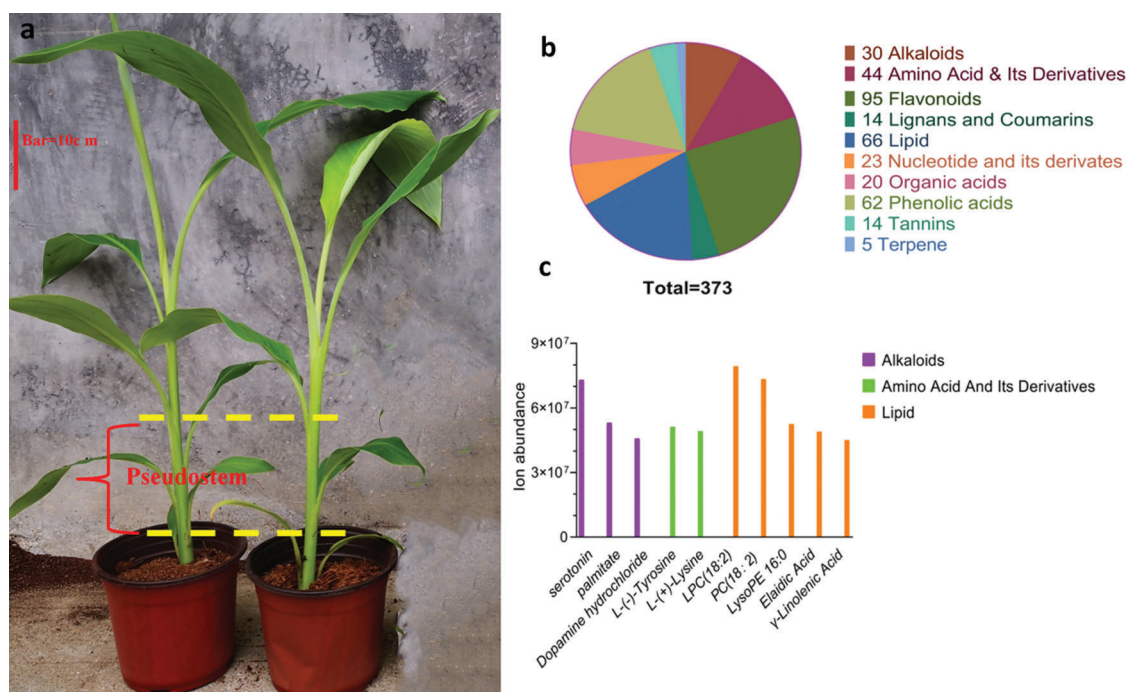 a
Bar=10c m
Pseudostem
b
30 Alkaloids
44 Amino Acid & Its Derivatives
95 Flavonoids
14 Lignans and Coumarins
66 Lipid
23 Nucleotide and its derivates
20 Organic acids
62 Phenolic acids
14 Tannins
5 Terpene
Total=373
c
Ion abundance
9×10⁷
6×10⁷
3×10⁷
0
serotonin
palmitate
Dopamine hydrochloride
L-(-)-Tyrosine
L-(+)-Lysine
LPC(18:2)
PC(18: 2)
LysoPE 16:0
Elaidic Acid
γ-Linolenic Acid
Alkaloids
Amino Acid And Its Derivatives
Lipid